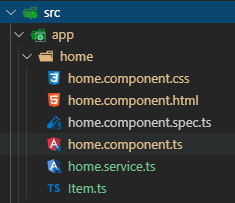 src
app
home
home.component.css
home.component.html
home.component.spec.ts
home.component.ts
home.service.ts
TS Item.ts